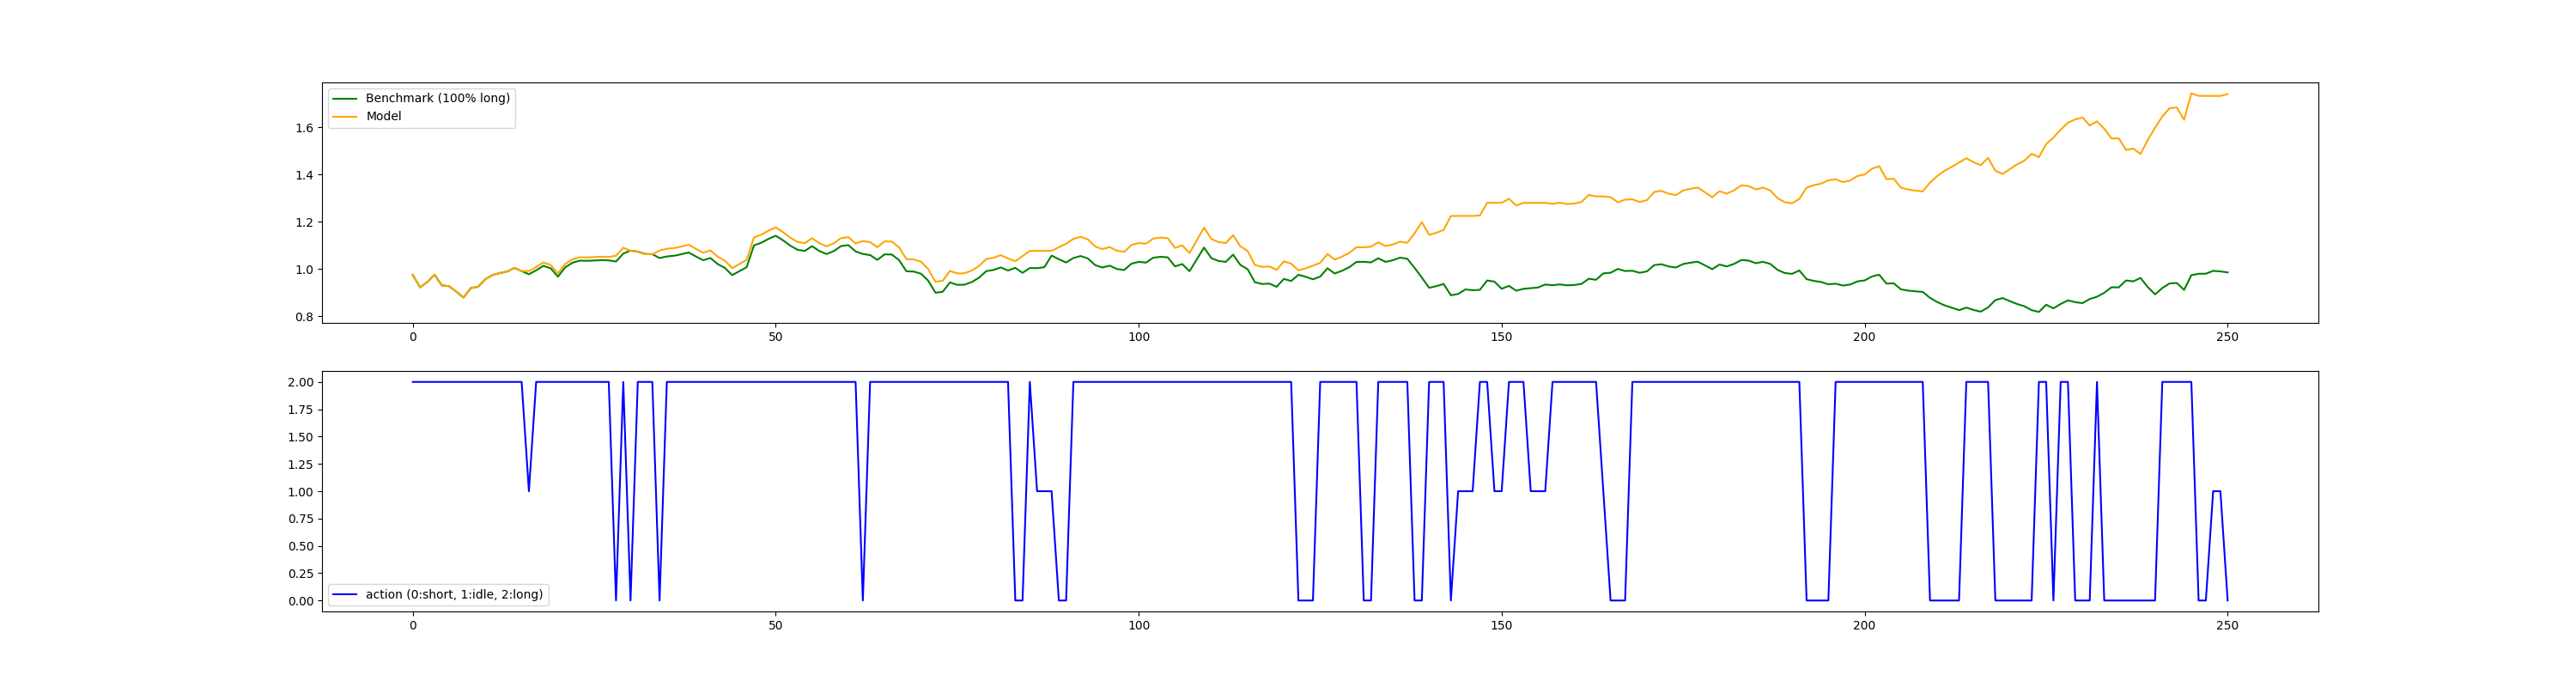 Benchmark (100% long)
Model
1.6
1.4
1.2
1.0
0.8
0 50 100 150 200 250
2.00
1.75
1.50
1.25
1.00
0.75
0.50
0.25
0.00
action (0:short, 1:idle, 2:long)
0 50 100 150 200 250